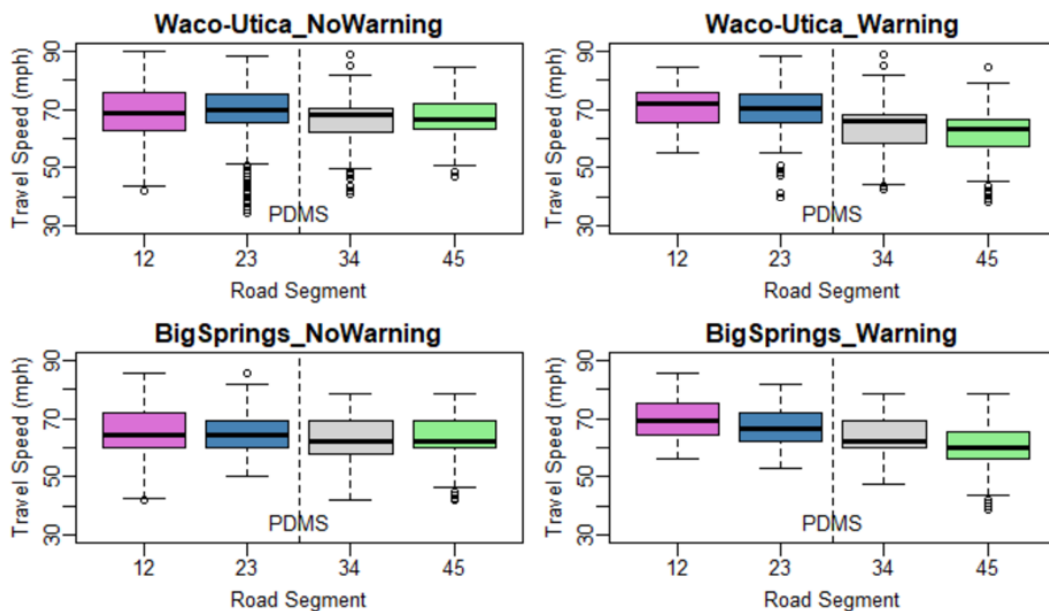 Waco-Utica_NoWarning
Travel Speed (mph)
90
70
50
30
PDMS
12 23 34 45
Road Segment
Waco-Utica_Warning
Travel Speed (mph)
90
70
50
30
PDMS
12 23 34 45
Road Segment
BigSprings_NoWarning
Travel Speed (mph)
90
70
50
30
PDMS
12 23 34 45
Road Segment
BigSprings_Warning
Travel Speed (mph)
90
70
50
30
PDMS
12 23 34 45
Road Segment